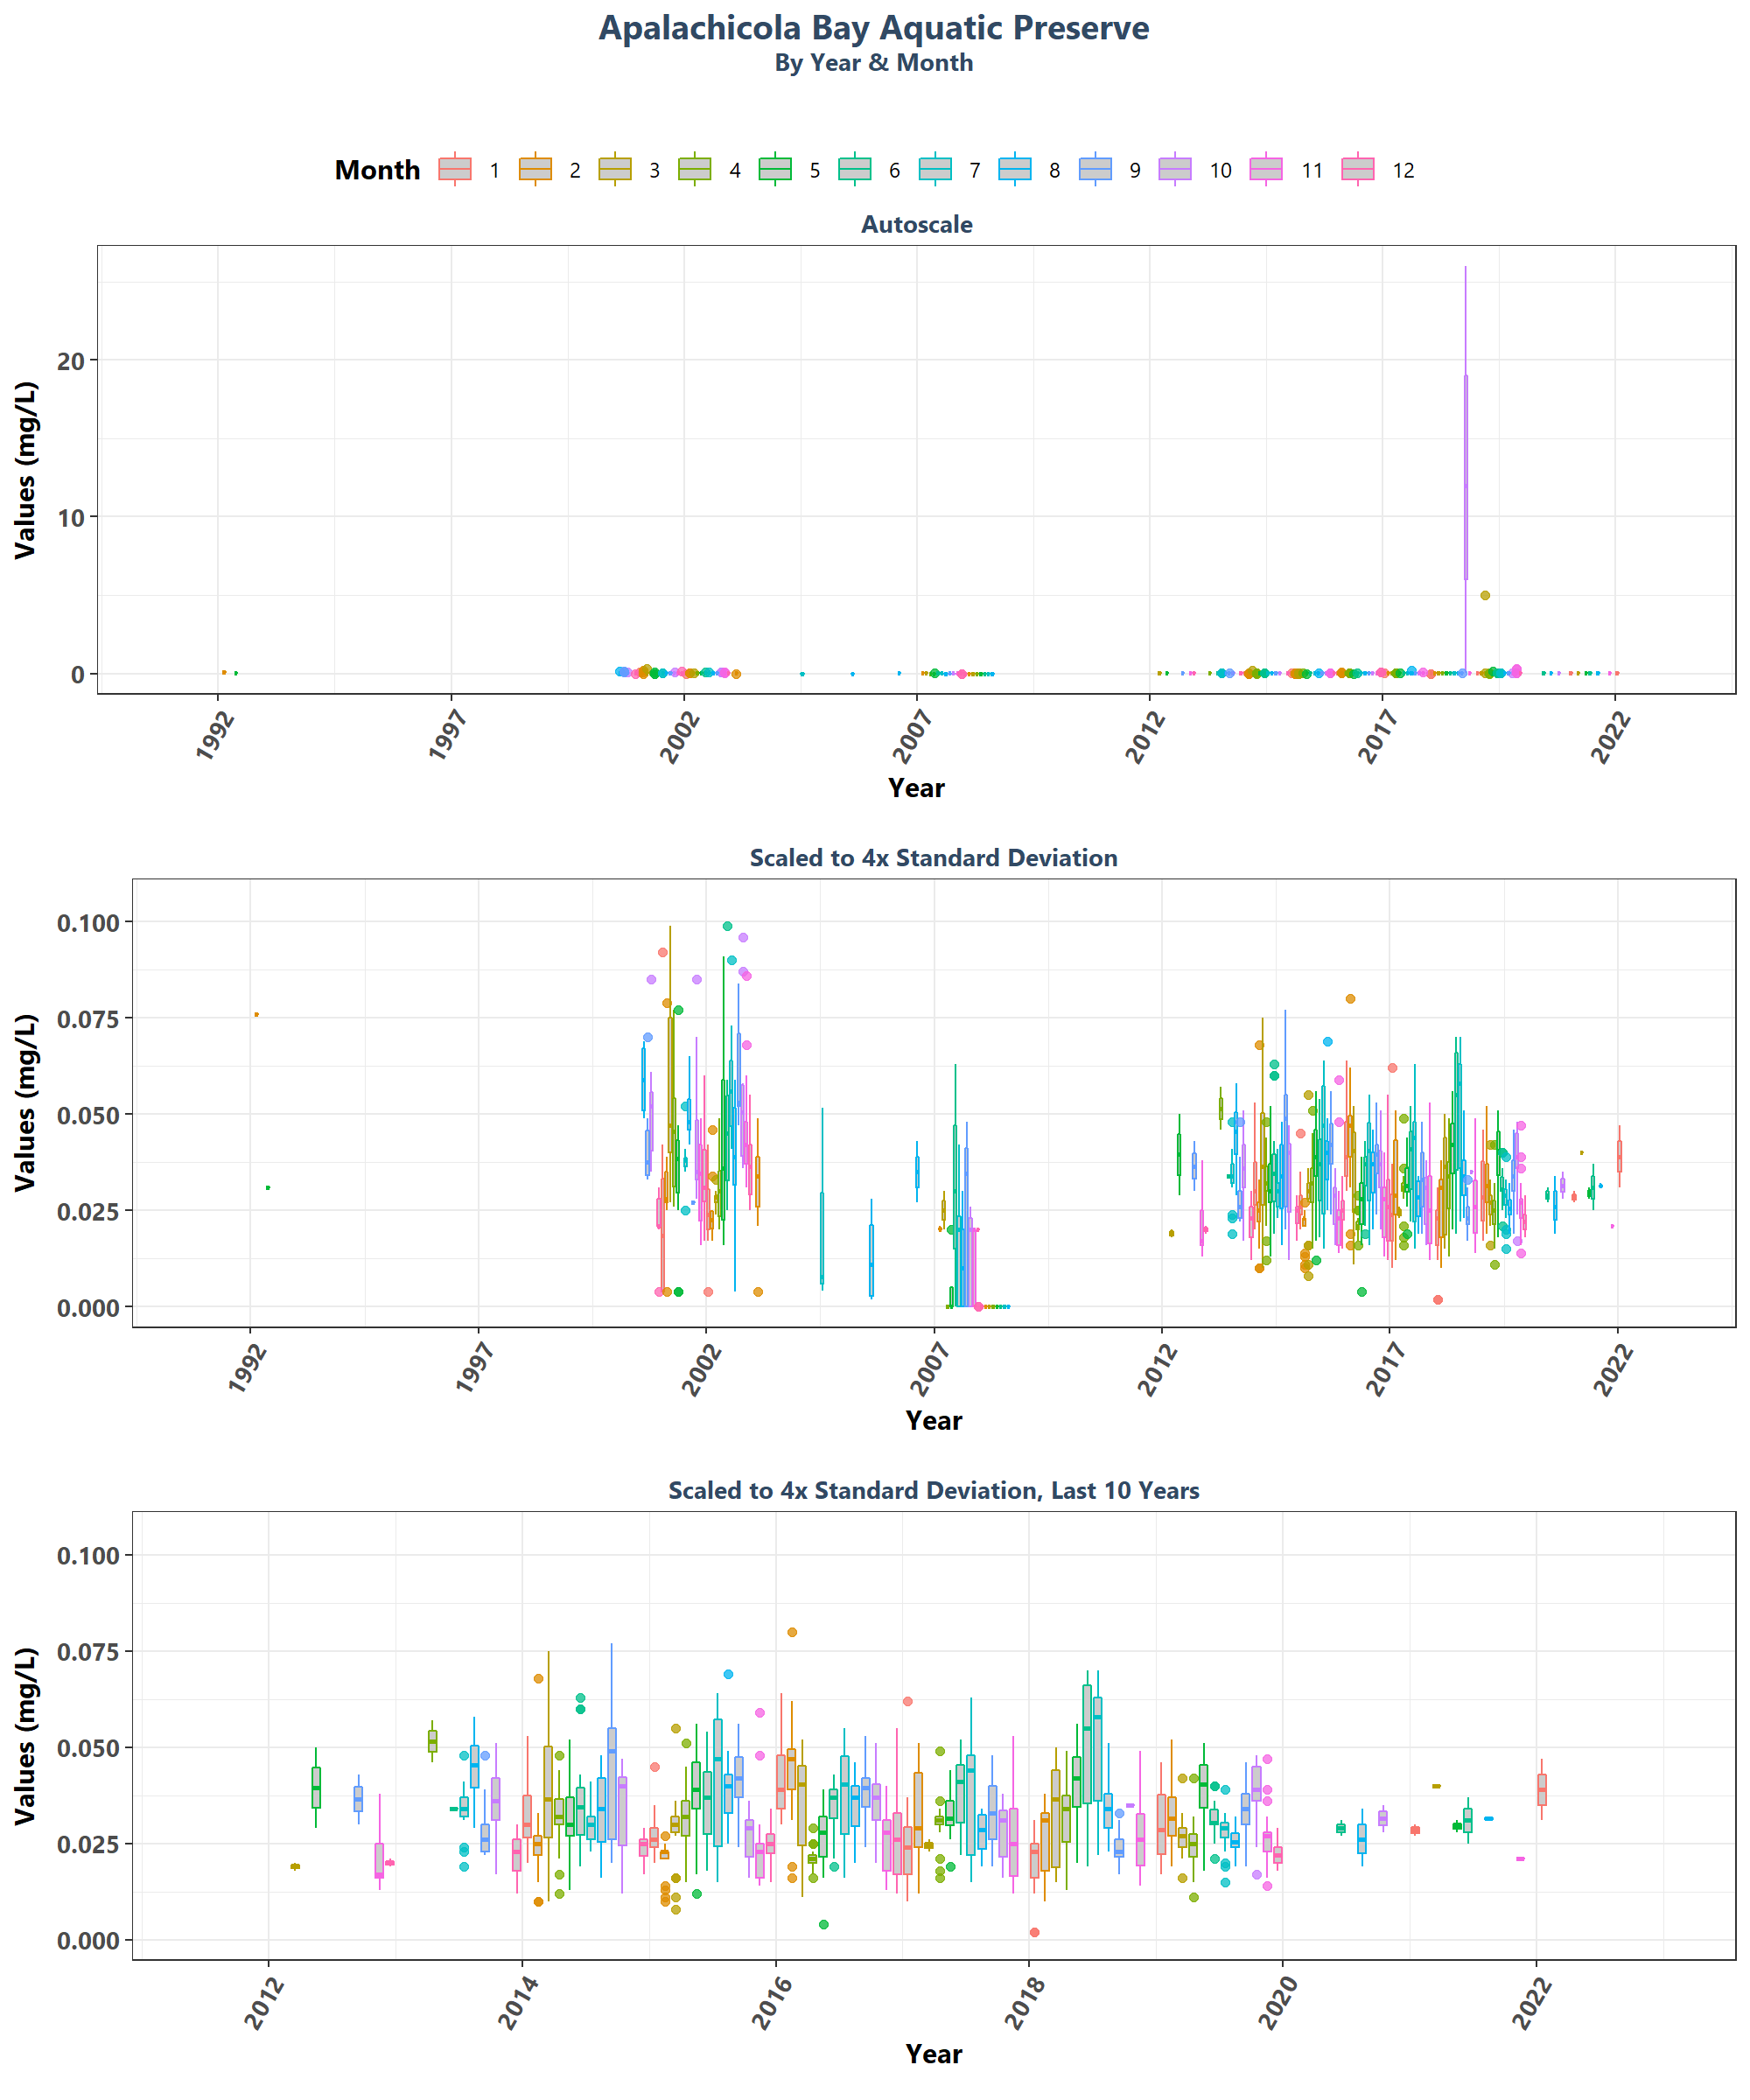 Apalachicola Bay Aquatic Preserve
By Year & Month
Month 1 2 3 4 5 6 7 8 9 10 11 12
Autoscale
Values (mg/L)
20
10
0
1992 1997 2002 2007 2012 2017 2022
Year
Scaled to 4x Standard Deviation
Values (mg/L)
0.100
0.075
0.050
0.025
0.000
1992 1997 2002 2007 2012 2017 2022
Year
Scaled to 4x Standard Deviation, Last 10 Years
Values (mg/L)
0.100
0.075
0.050
0.025
0.000
2012 2014 2016 2018 2020 2022
Year